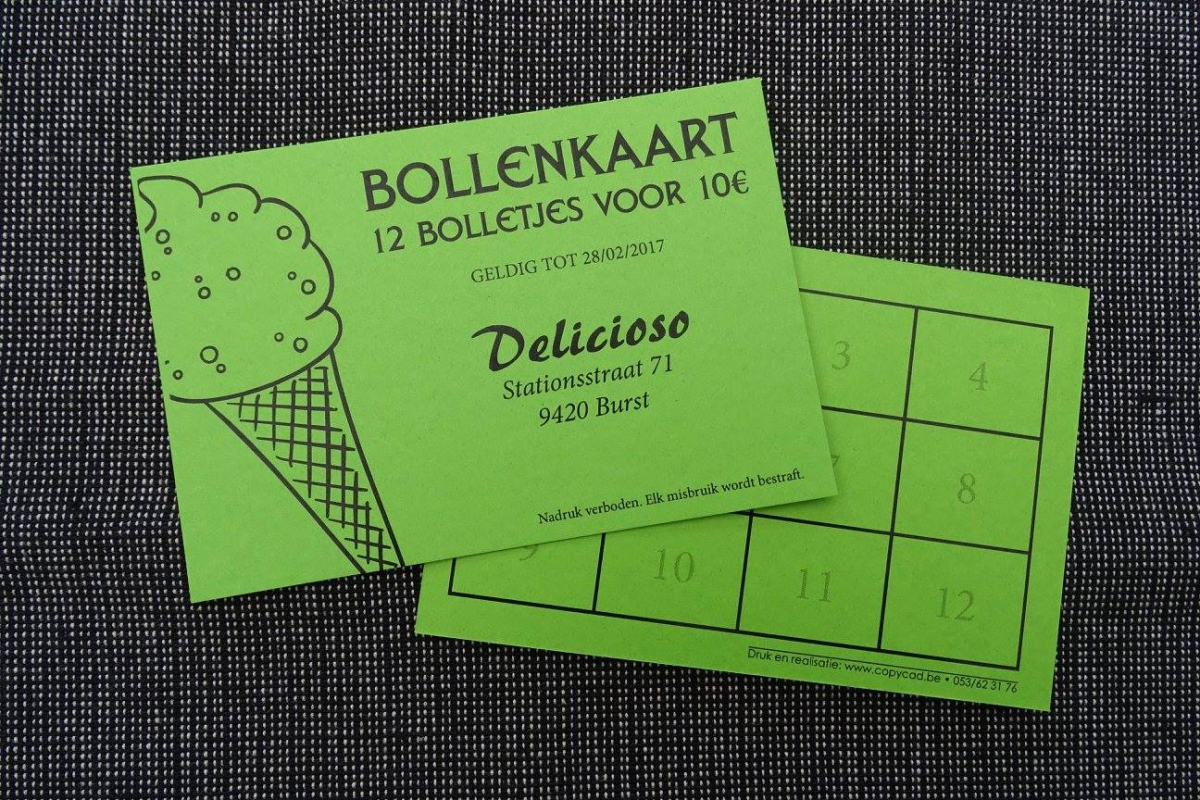 BOLLENKAART
12 BOLLETJES VOOR 10€
GELDIG TOT 28/02/2017
Delicioso
Stationsstraat 71
9420 Burst
Nadruk verboden. Elk misbruik wordt bestraft.
3
4
8
9
10
11
12
Druk en realisatie: www.copycad.be • 053/62 31 76